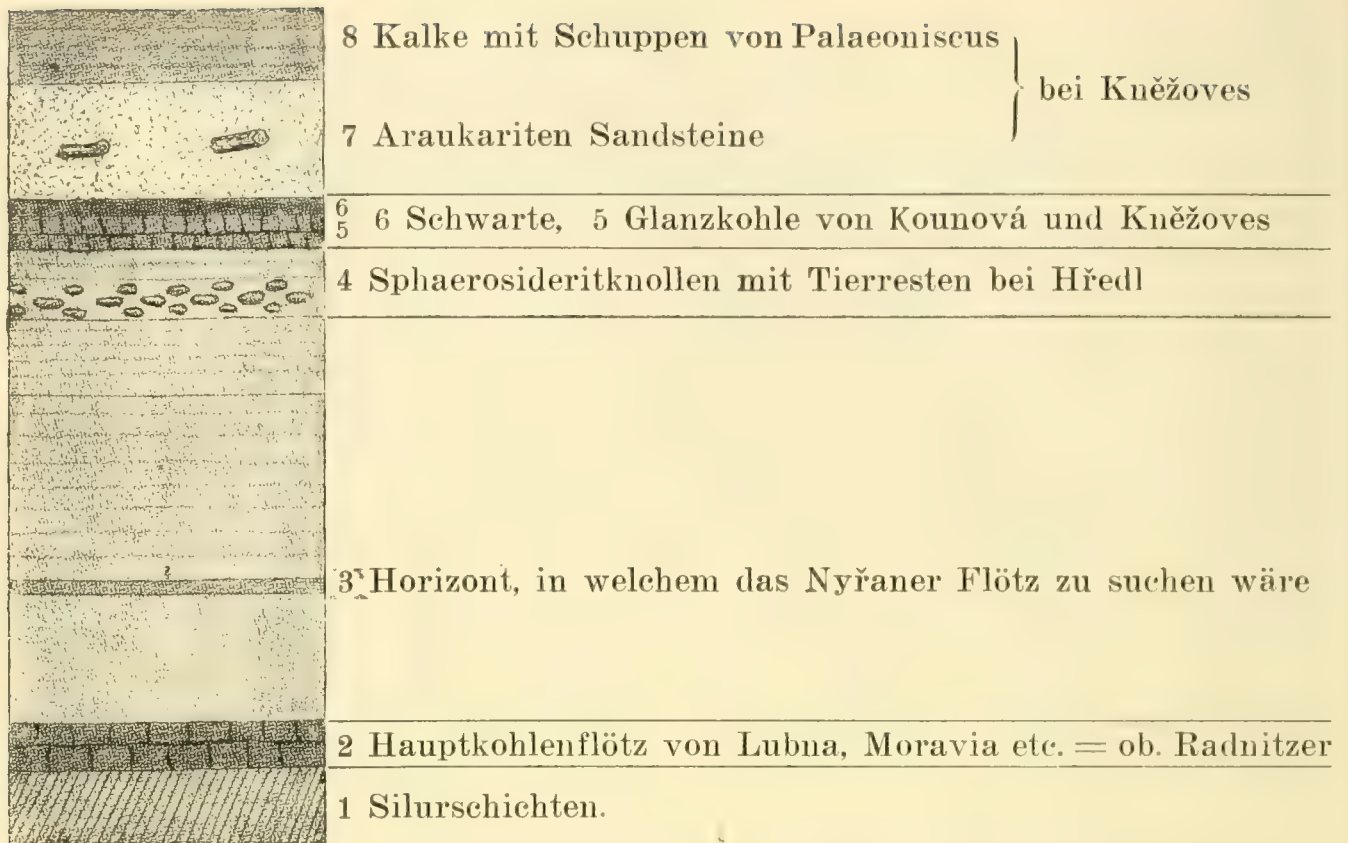 8 Kalke mit Schuppen von Palaeoniscus
bei Kněžoves
7 Araukariten Sandsteine
6
5
6 Schwarte, 5 Glanzkohle von Kounová und Kněžoves
4 Sphaerosideritknollen mit Tierresten bei Hředl
?
3 Horizont, in welchem das Nyřaner Flötz zu suchen wäre
2 Hauptkohlenflötz von Lubna, Moravia etc. = ob. Radnitzer
1 Silurschichten.